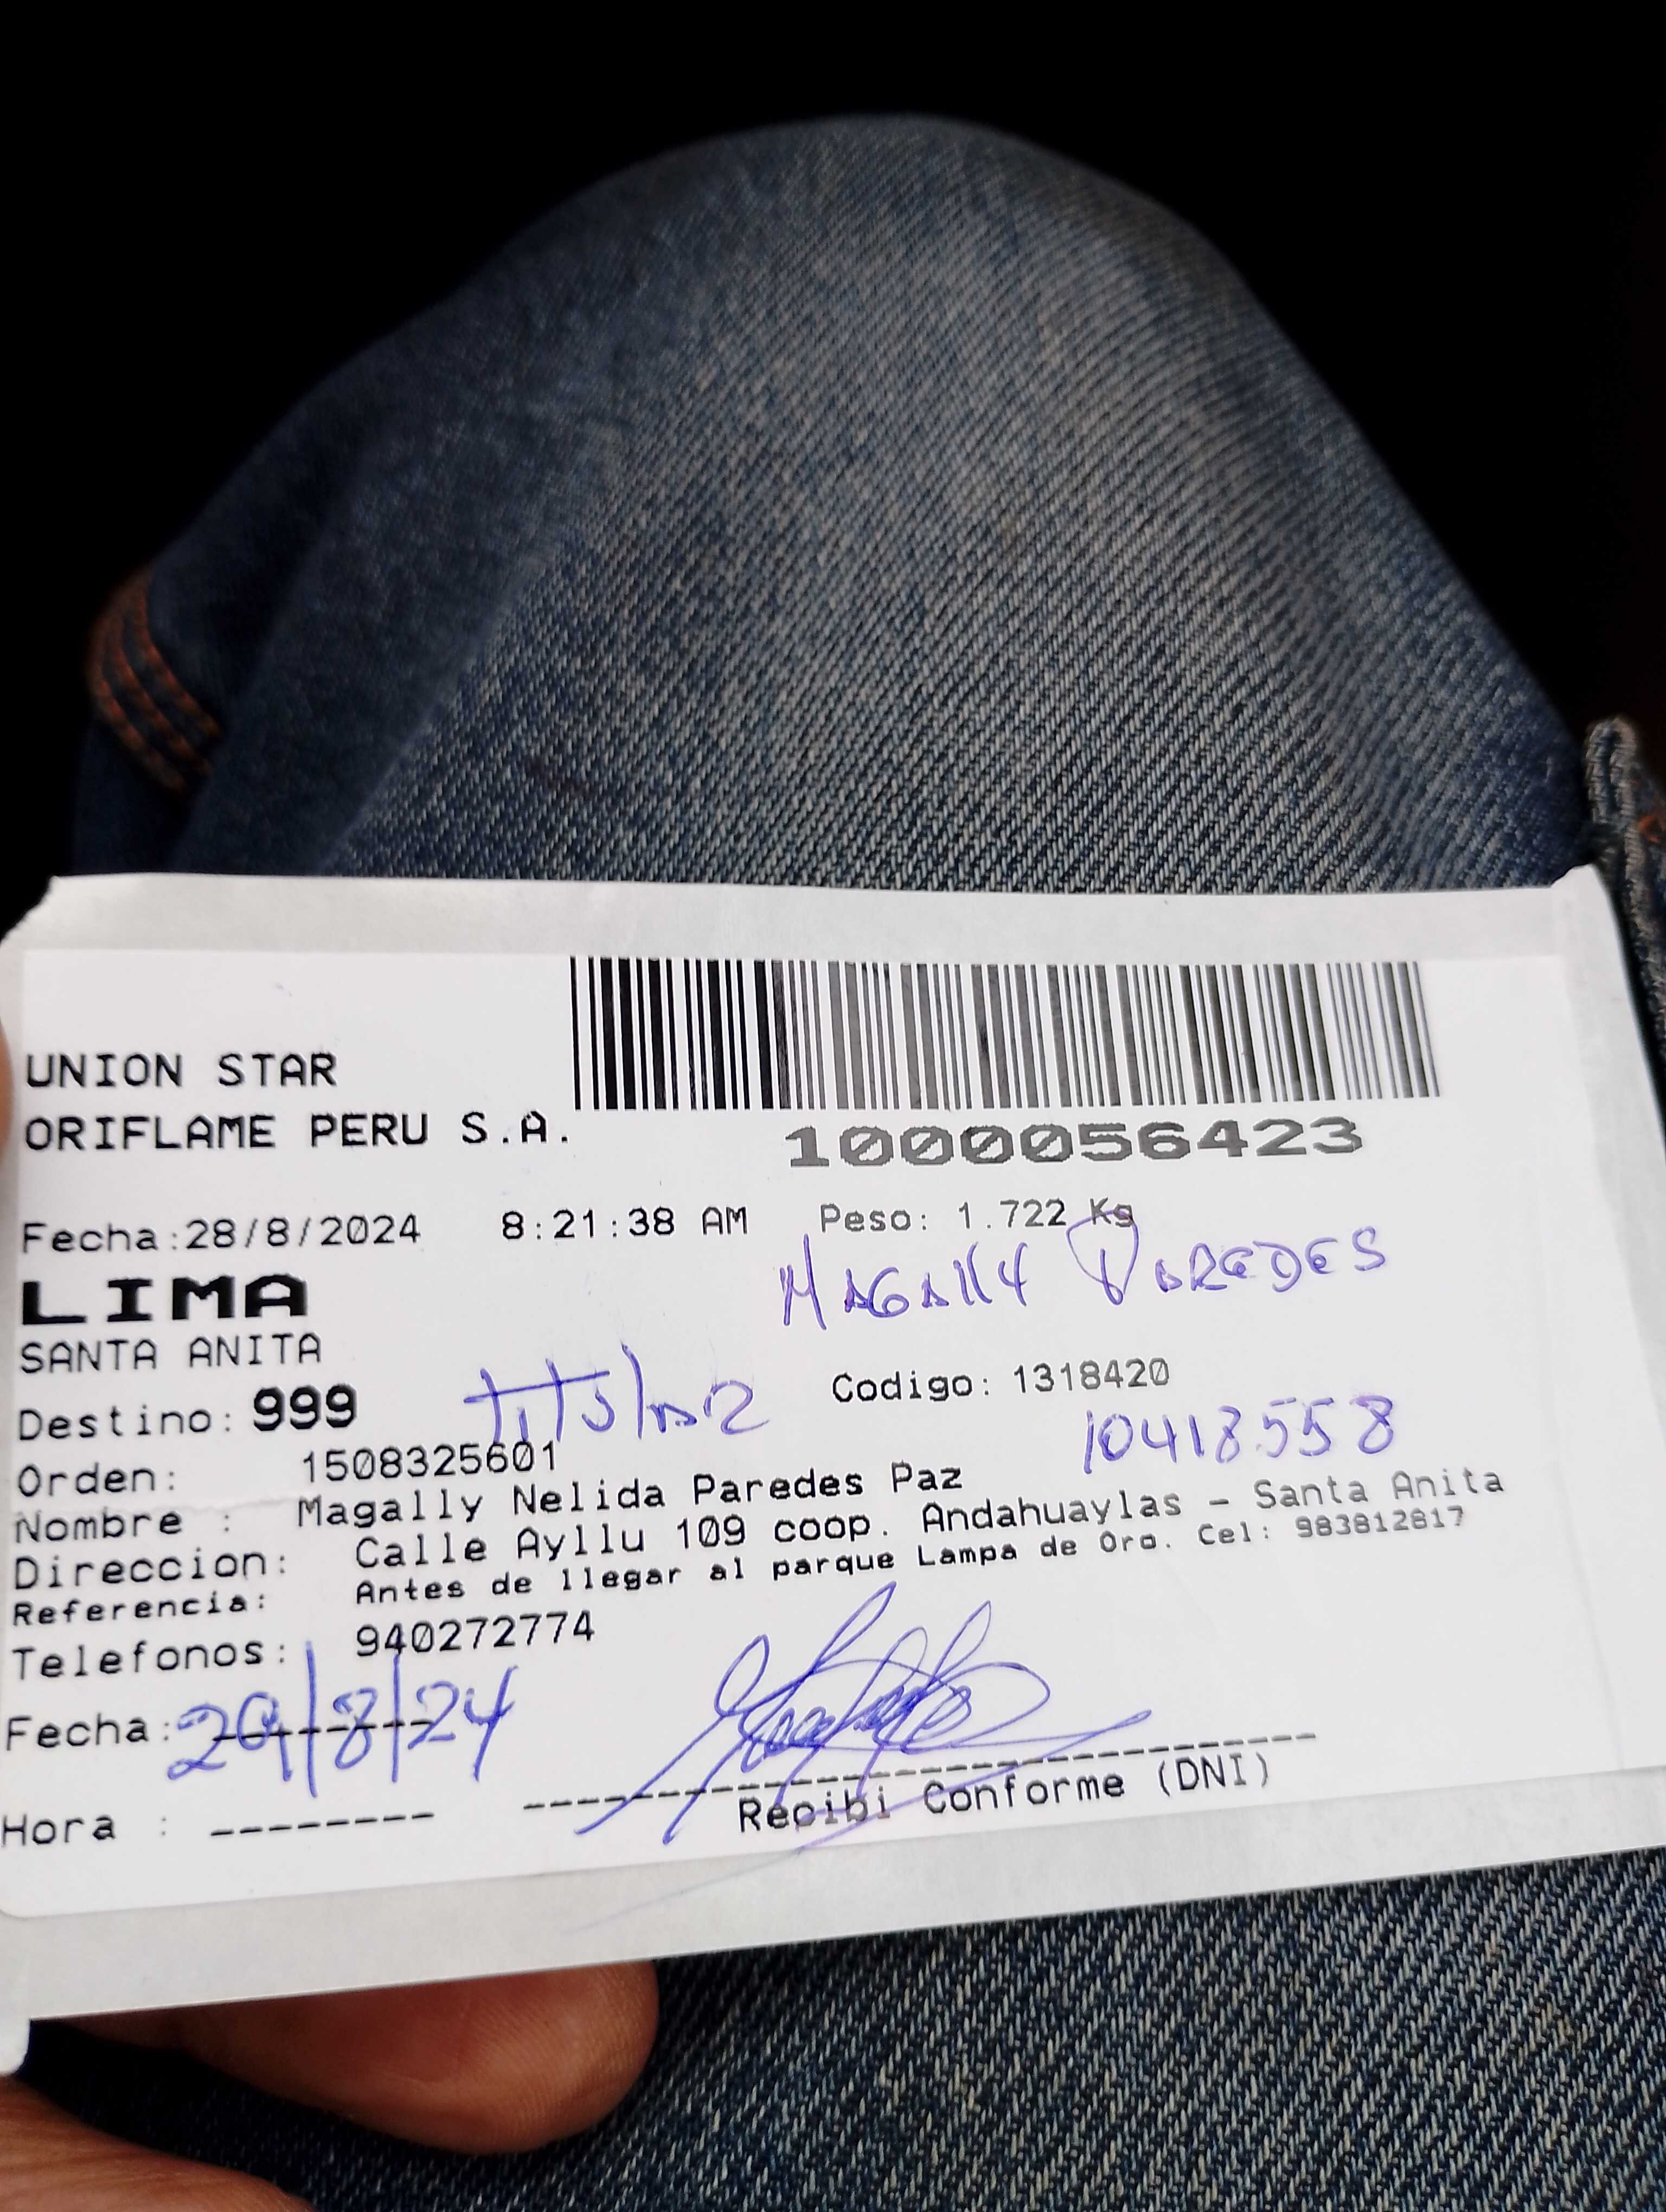 UNION STAR
ORIFLAME PERU S.A.
1000056423
Fecha:28/8/2024 8:21:38 AM Peso: 1.722 Kg
MAGALLY PAREDES
LIMA
SANTA ANITA
Codigo: 1318420
Destino: 999
10418558
Orden: 1508325601
Nombre : Magally Nelida Paredes Paz
Direccion: Calle Ayllu 109 coop. Andahuaylas - Santa Anita
Referencia: Antes de llegar al parque Lampa de Oro. Cel: 983812817
Telefonos: 940272774
Fecha: 29/8/24
Hora : --------
Recibi Conforme (DNI)